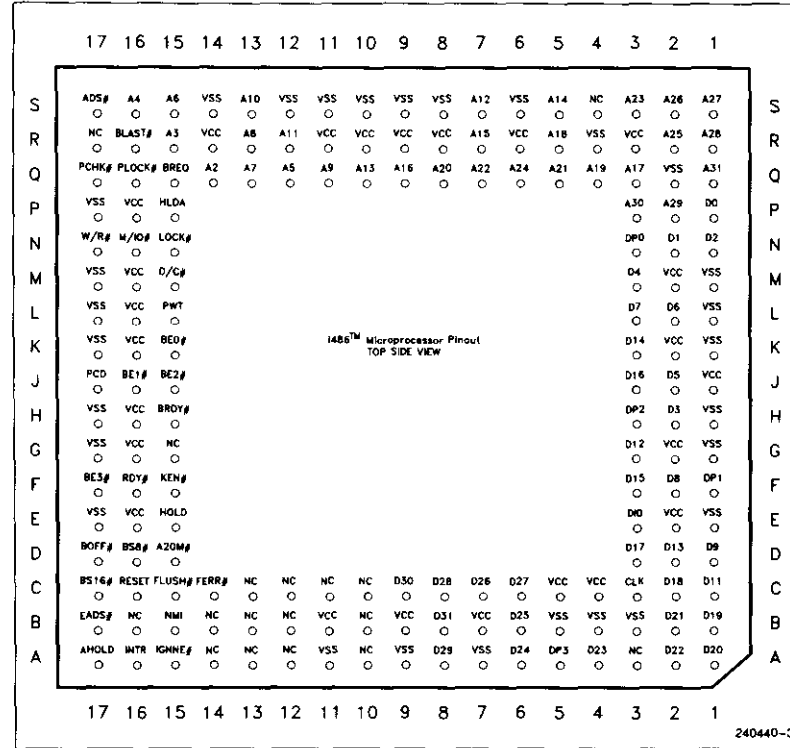 17 16 15 14 13 12 11 10 9 8 7 6 5 4 3 2 1
S ADS# A4 A6 VSS A10 VSS VSS VSS VSS VSS A12 VSS A14 NC A23 A26 A27 S
R NC BLAST# A3 VCC A8 A11 VCC VCC VCC VCC A15 VCC A18 VSS VCC A25 A28 R
Q PCHK# PLOCK# BREQ A2 A7 A5 A9 A13 A16 A20 A22 A24 A21 A19 A17 VSS A31 Q
P VSS VCC HLDA A30 A29 D0 P
N W/R# M/IO# LOCK# DP0 D1 D2 N
M VSS VCC D/C# D4 VCC VSS M
L VSS VCC PWT D7 D6 VSS L
i486™ Microprocessor Pinout
K VSS VCC BE0# D14 VCC VSS K
TOP SIDE VIEW
J PCD BE1# BE2# D16 D5 VCC J
H VSS VCC BRDY# DP2 D3 VSS H
G VSS VCC NC D12 VCC VSS G
F BE3# RDY# KEN# D15 D8 DP1 F
E VSS VCC HOLD D10 VCC VSS E
D BOFF# BS8# A20M# D17 D13 D9 D
C BS16# RESET FLUSH# FERR# NC NC NC NC D30 D28 D26 D27 VCC VCC CLK D18 D11 C
B EADS# NC NMI NC NC NC VCC NC VCC D31 VCC D25 VSS VSS VSS D21 D19 B
A AHOLD INTR IGNNE# NC NC NC VSS NC VSS D29 VSS D24 DP3 D23 NC D22 D20 A
17 16 15 14 13 12 11 10 9 8 7 6 5 4 3 2 1
240440-3